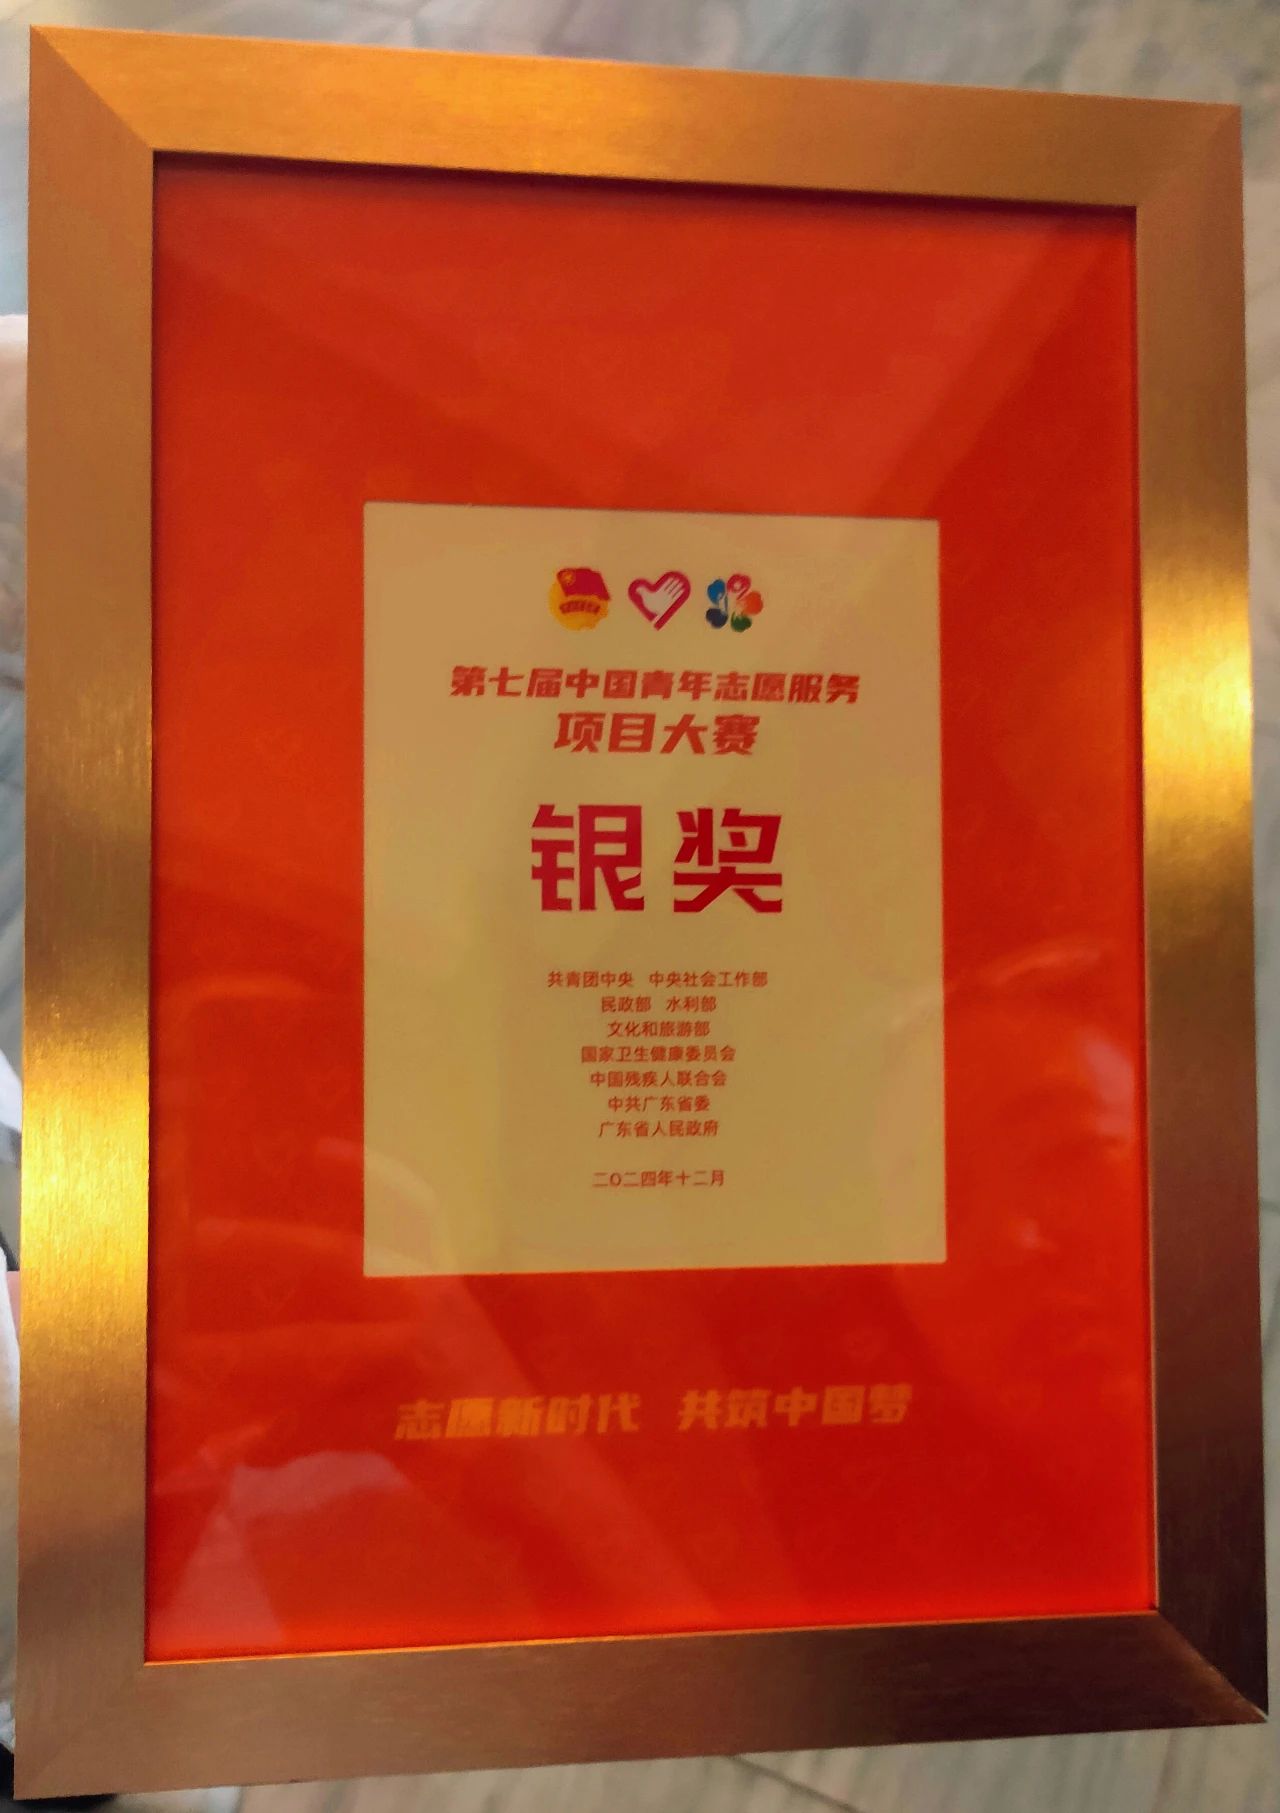 第七届中国青年志愿服务
项目大赛
银奖
共青团中央 中央社会工作部
民政部 水利部
文化和旅游部
国家卫生健康委员会
中国残疾人联合会
中共广东省委
广东省人民政府
二〇二四年十二月
志愿新时代 共筑中国梦